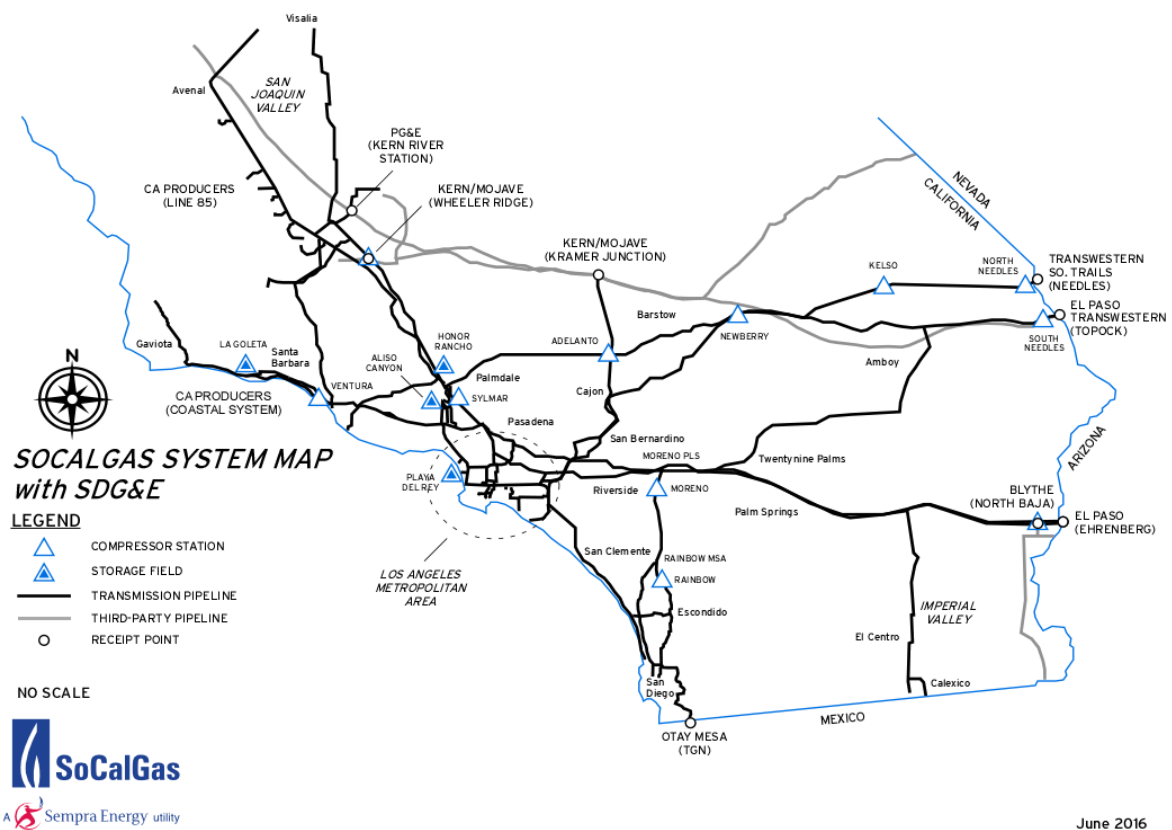 Visalia
SAN
JOAQUIN
VALLEY
Avenal
PG&E
(KERN RIVER
STATION)
CA PRODUCERS
(LINE 85)
KERN/MOJAVE
(WHEELER RIDGE)
NEVADA
CALIFORNIA
KERN/MOJAVE
(KRAMER JUNCTION)
KELSO
NORTH
NEEDLES
TRANSWESTERN
SO. TRAILS
(NEEDLES)
EL PASO
TRANSWESTERN
(TOPOCK)
Barstow
NEWBERRY
SOUTH
NEEDLES
Gaviota
LA GOLETA
Santa
Barbara
HONOR
RANCHO
ALISO
CANYON
ADELANTO
Amboy
N
VENTURA
Palmdale
SYLMAR
Cajon
CA PRODUCERS
(COASTAL SYSTEM)
Pasadena
San Bernardino
ARIZONA
SOCALGAS SYSTEM MAP
with SDG&E
MORENO PLS
Twentynine Palms
PLAYA
DEL REY
Riverside
MORENO
Palm Springs
BLYTHE
(NORTH BAJA)
EL PASO
(EHRENBERG)
LEGEND
COMPRESSOR STATION
STORAGE FIELD
TRANSMISSION PIPELINE
THIRD-PARTY PIPELINE
RECEIPT POINT
San Clemente
RAINBOW MSA
RAINBOW
LOS ANGELES
METROPOLITAN
AREA
Escondido
IMPERIAL
VALLEY
El Centro
NO SCALE
San
Diego
Calexico
MEXICO
OTAY MESA
(TGN)
SoCalGas
A Sempra Energy utility
June 2016